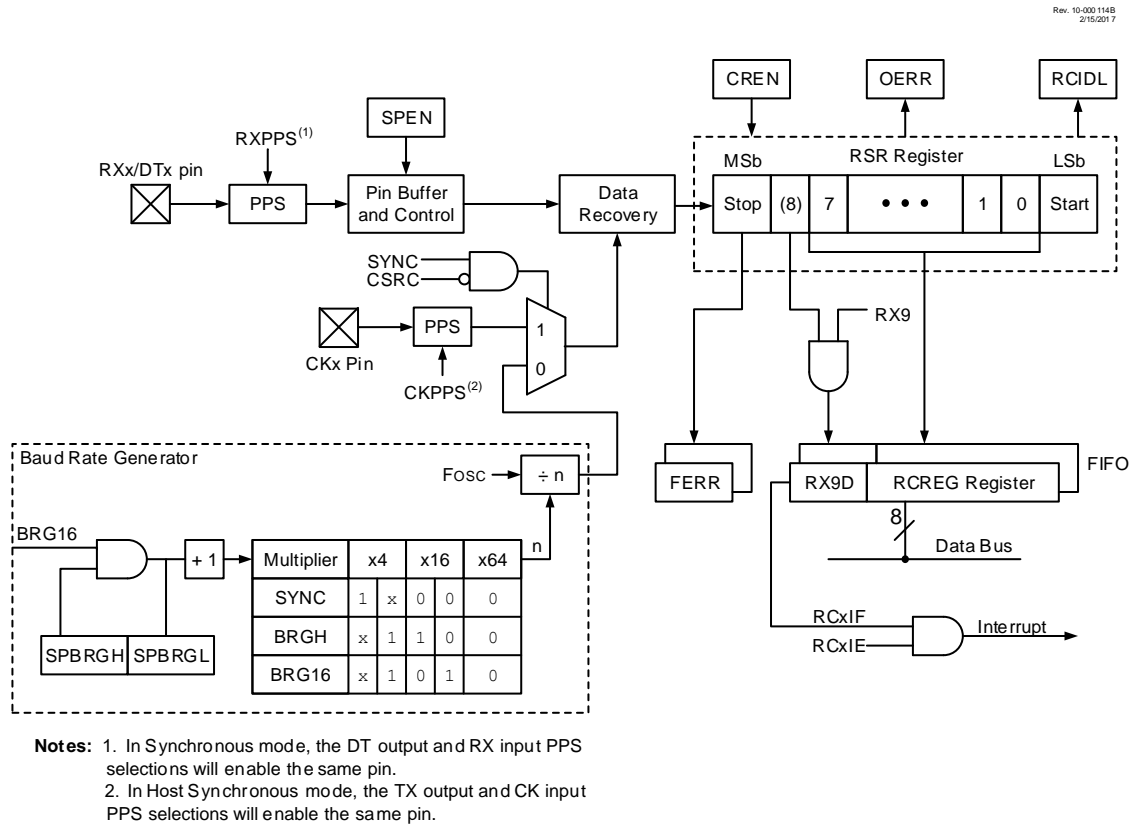 Rev. 10-000 114B
2/15/201 7
CREN
OERR
RCIDL
SPEN
RXPPS(1)
RXx/DTx pin
PPS
Pin Buffer
and Control
Data
Recovery
MSb
RSR Register
LSb
Stop (8) 7 • • • 1 0 Start
SYNC
CSRC
RX9
CKx Pin
PPS
CKPPS(2)
1
0
Baud Rate Generator
FOSC
÷ n
n
BRG16
+ 1
SPBRGH SPBRGL
Multiplier x4 x16 x64
SYNC 1 x 0 0 0
BRGH x 1 1 0 0
BRG16 x 1 0 1 0
FERR
RX9D RCREG Register
FIFO
8
Data Bus
RCxIF
RCxIE
Interrupt
Notes: 1. In Synchronous mode, the DT output and RX input PPS
selections will enable the same pin.
2. In Host Synchronous mode, the TX output and CK input
PPS selections will enable the same pin.